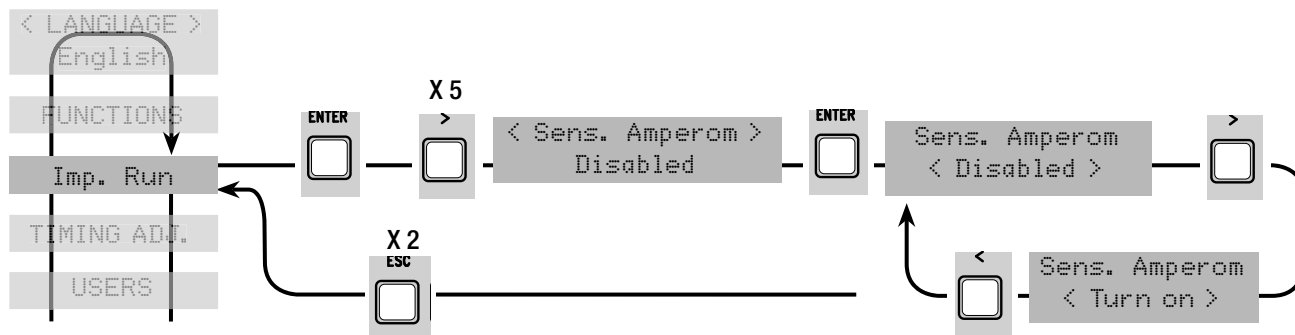 < LANGUAGE >
English
FUNCTIONS
Imp. Run
TIMING ADJ.
USERS
ENTER
X 5
>
< Sens. Amperom >
Disabled
ENTER
Sens. Amperom
< Disabled >
>
<
Sens. Amperom
< Turn on >
X 2
ESC